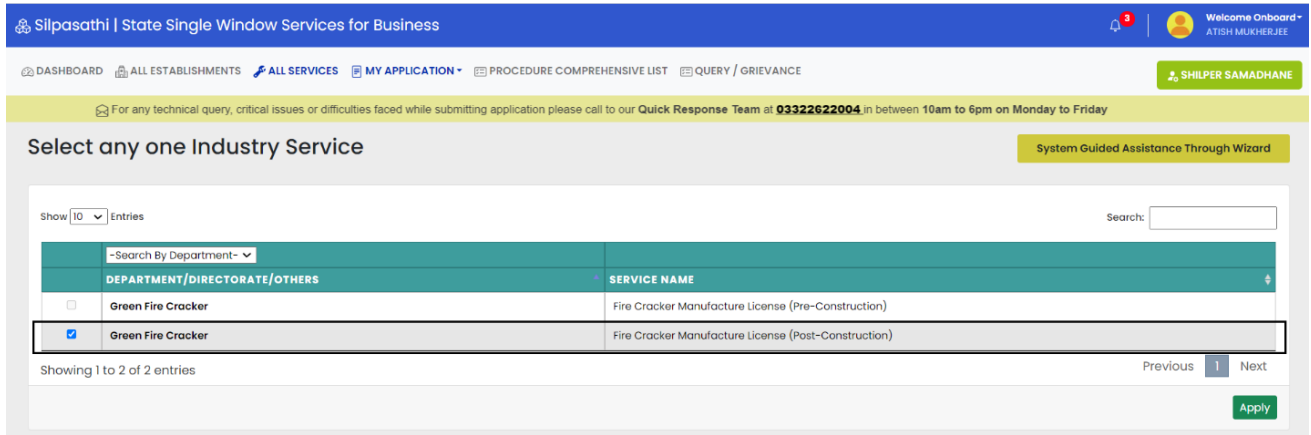 Silpasathi | State Single Window Services for Business
3
Welcome Onboard
ATISH MUKHERJEE
DASHBOARD ALL ESTABLISHMENTS ALL SERVICES MY APPLICATION PROCEDURE COMPREHENSIVE LIST QUERY / GRIEVANCE
SHILPER SAMADHANE
For any technical query, critical issues or difficulties faced while submitting application please call to our Quick Response Team at 03322622004 in between 10am to 6pm on Monday to Friday
Select any one Industry Service
System Guided Assistance Through Wizard
Show 10 Entries
Search:
-Search By Department-
DEPARTMENT/DIRECTORATE/OTHERS SERVICE NAME
Green Fire Cracker Fire Cracker Manufacture License (Pre-Construction)
Green Fire Cracker Fire Cracker Manufacture License (Post-Construction)
Showing 1 to 2 of 2 entries
Previous 1 Next
Apply